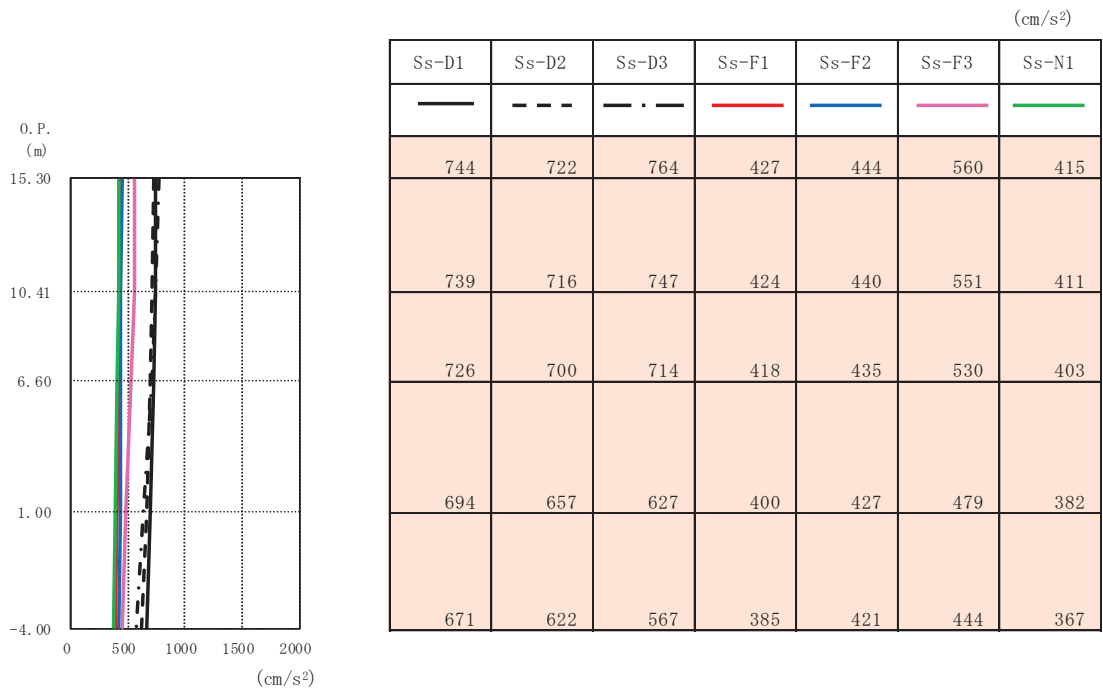 (cm/s²)
Ss-D1 Ss-D2 Ss-D3 Ss-F1 Ss-F2 Ss-F3 Ss-N1
O.P.
(m)
744 722 764 427 444 560 415
15.30
739 716 747 424 440 551 411
10.41
726 700 714 418 435 530 403
6.60
694 657 627 400 427 479 382
1.00
671 622 567 385 421 444 367
-4.00
0 500 1000 1500 2000
(cm/s²)